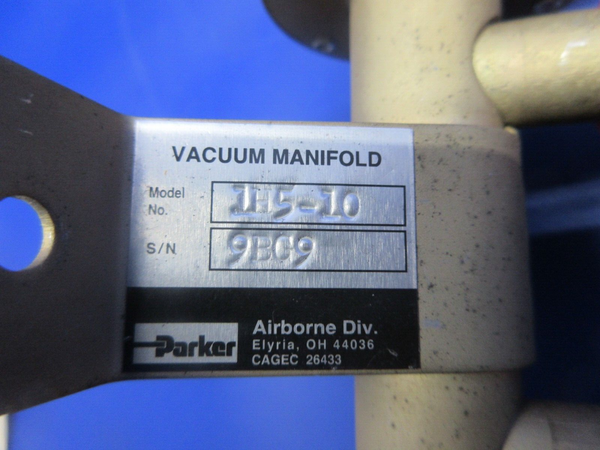 VACUUM MANIFOLD
Model No. 1H5-10
S/N 9BC9
Parker
Airborne Div.
Elyria, OH 44036
CAGEC 26433